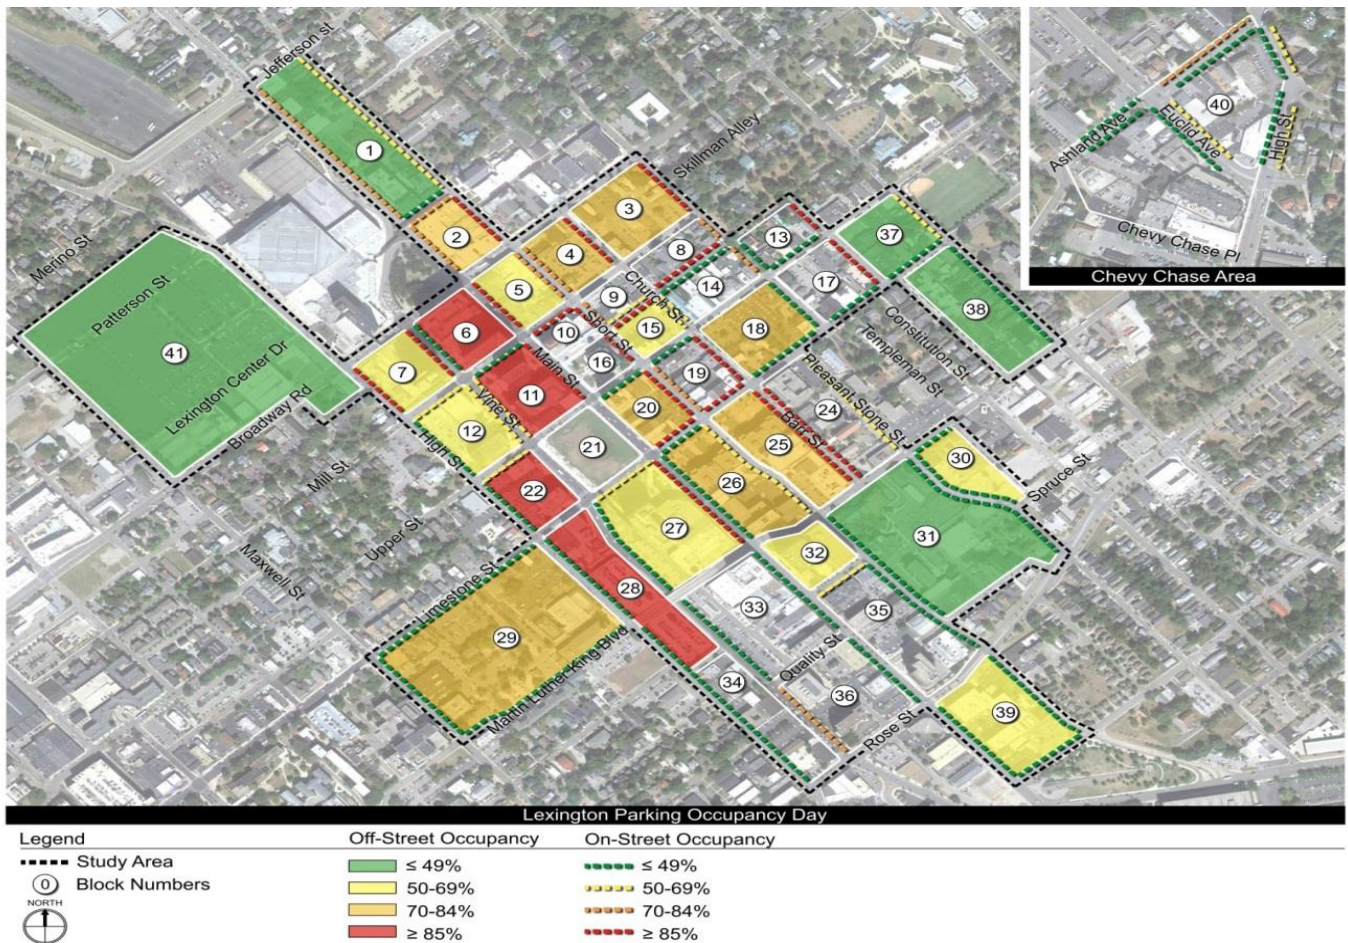 Jefferson st
1
Skillman Alley
40
Ashland Ave
Euclid Ave
High St
Chevy Chase Pl
Chevy Chase Area
2
3
4
8
13
37
Merino St
Patterson St
41
Lexington Center Dr
Broadway Rd
5
9
Church St
14
17
38
6
10
Short St
15
18
Constitution St
Templeman St
7
Main St
16
19
Pleasant Stone St
24
11
Vine St
12
20
Barr St
25
High St
21
30
Mill St
Spruce St
22
26
27
31
32
Upper St
Maxwell St
Limestone St
28
33
35
29
Martin Luther King Blvd
Quality St
34
36
Rose St
39
Lexington Parking Occupancy Day
Legend
Study Area
0 Block Numbers
NORTH
Off-Street Occupancy
≤ 49%
50-69%
70-84%
≥ 85%
On-Street Occupancy
≤ 49%
50-69%
70-84%
≥ 85%